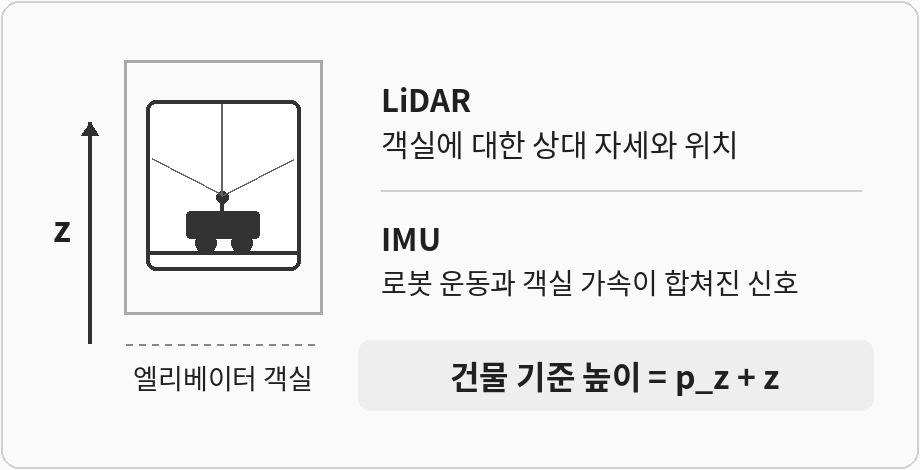 z
엘리베이터 객실
LiDAR
객실에 대한 상대 자세와 위치
IMU
로봇 운동과 객실 가속이 합쳐진 신호
건물 기준 높이 = p_z + z